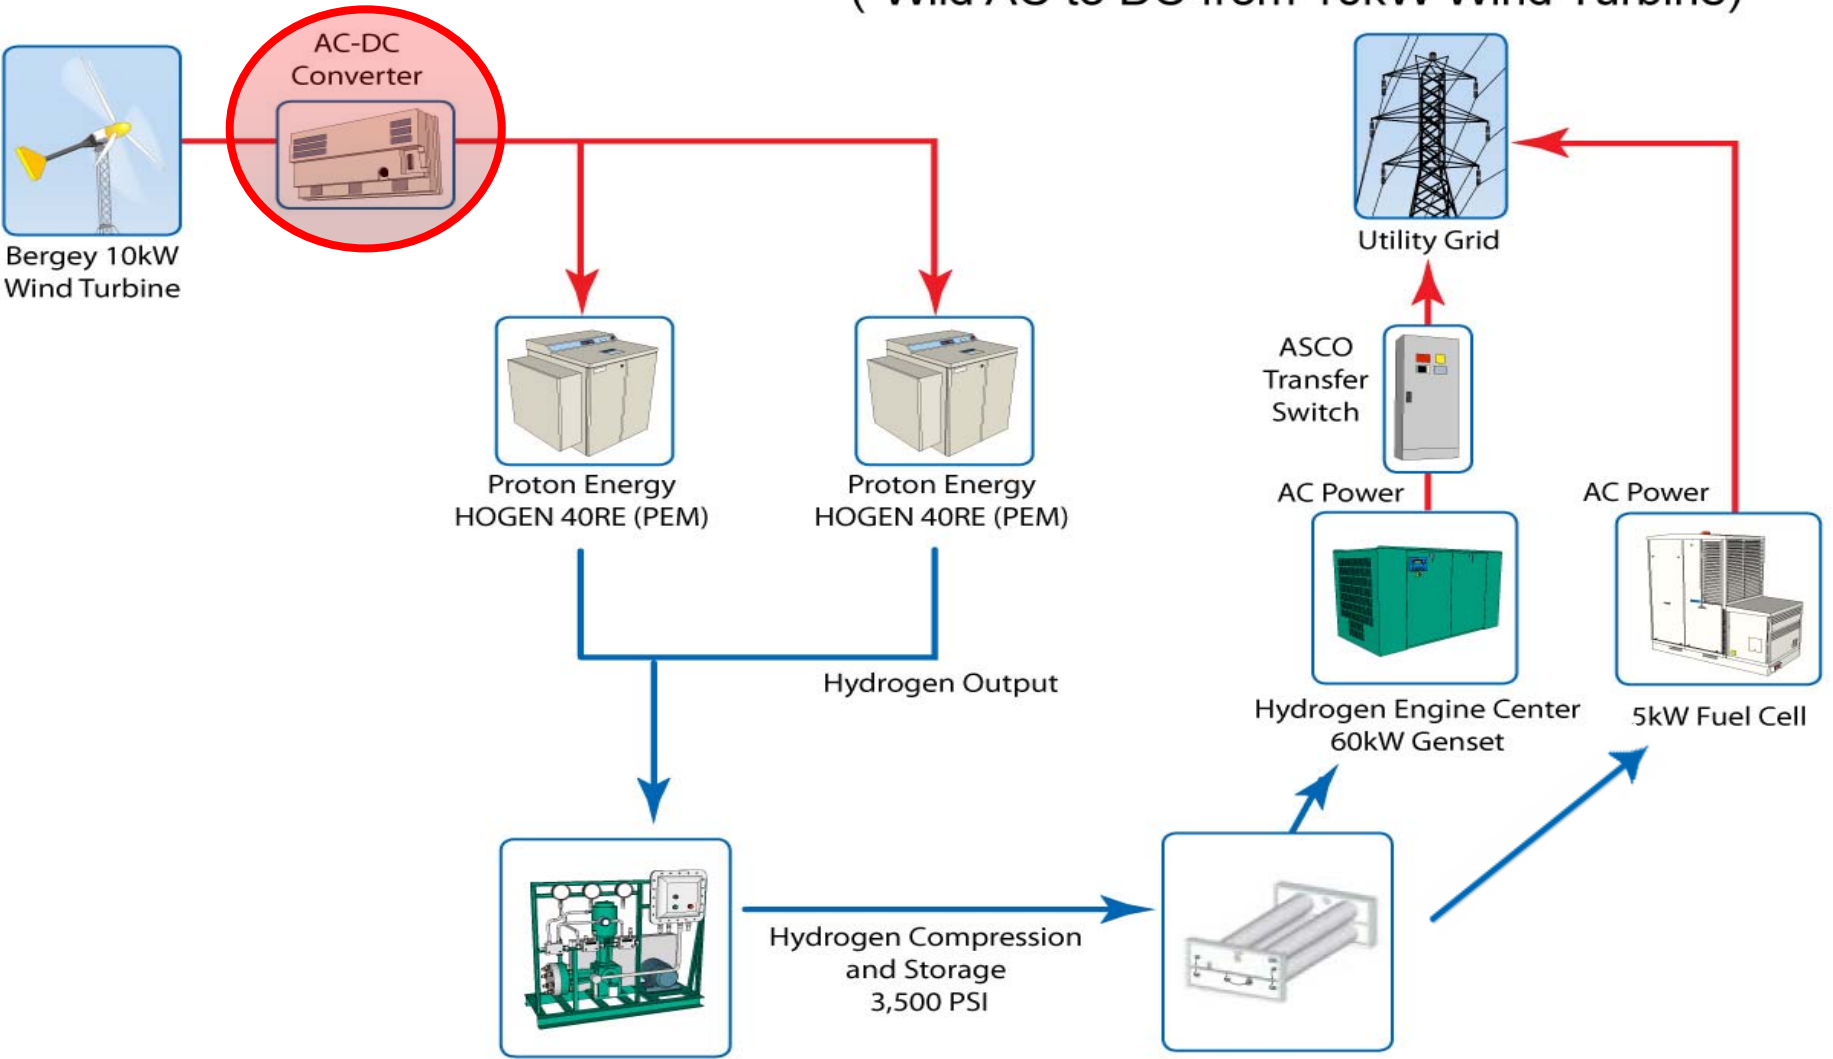 AC-DC
Converter
Bergey 10kW
Wind Turbine
Utility Grid
ASCO
Transfer
Switch
Proton Energy
HOGEN 40RE (PEM)
Proton Energy
HOGEN 40RE (PEM)
AC Power
AC Power
Hydrogen Output
Hydrogen Engine Center
60kW Genset
5kW Fuel Cell
Hydrogen Compression
and Storage
3,500 PSI